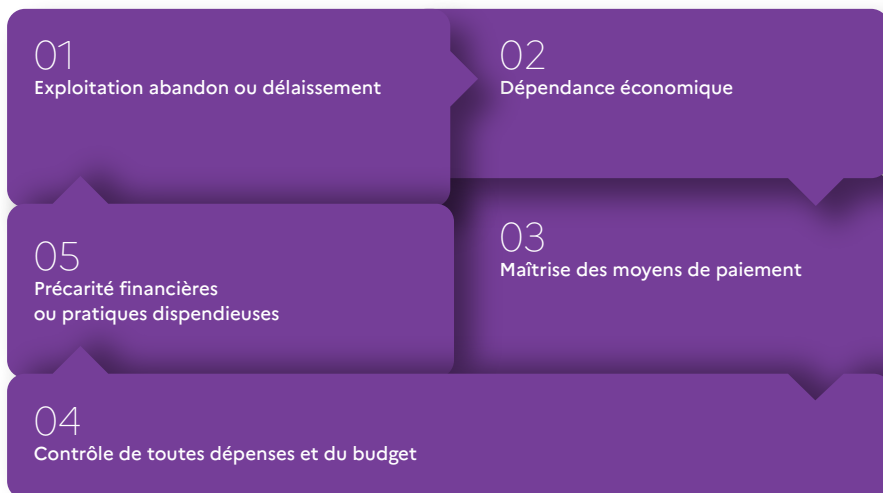 01
Exploitation abandon ou délaissement
02
Dépendance économique
03
Maîtrise des moyens de paiement
04
Contrôle de toutes dépenses et du budget
05
Précarité financières
ou pratiques dispendieuses